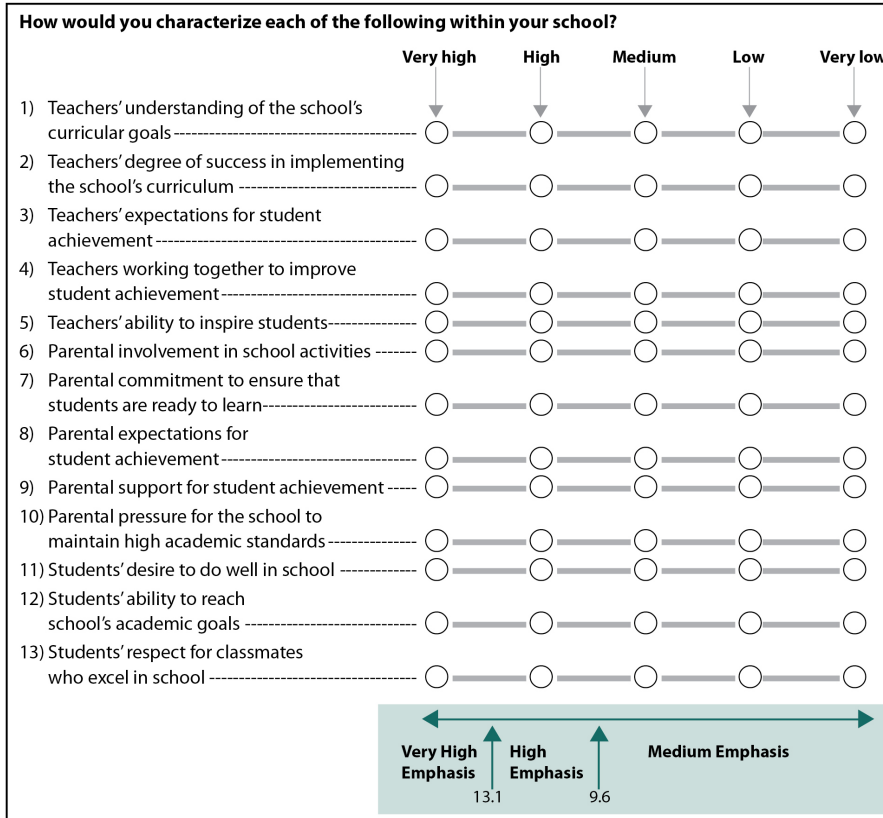 How would you characterize each of the following within your school?
Very high High Medium Low Very low
1) Teachers' understanding of the school's
curricular goals
2) Teachers' degree of success in implementing
the school's curriculum
3) Teachers' expectations for student
achievement
4) Teachers working together to improve
student achievement
5) Teachers' ability to inspire students
6) Parental involvement in school activities
7) Parental commitment to ensure that
students are ready to learn
8) Parental expectations for
student achievement
9) Parental support for student achievement
10) Parental pressure for the school to
maintain high academic standards
11) Students' desire to do well in school
12) Students' ability to reach
school's academic goals
13) Students' respect for classmates
who excel in school
Very High High Medium Emphasis
Emphasis Emphasis
13.1 9.6